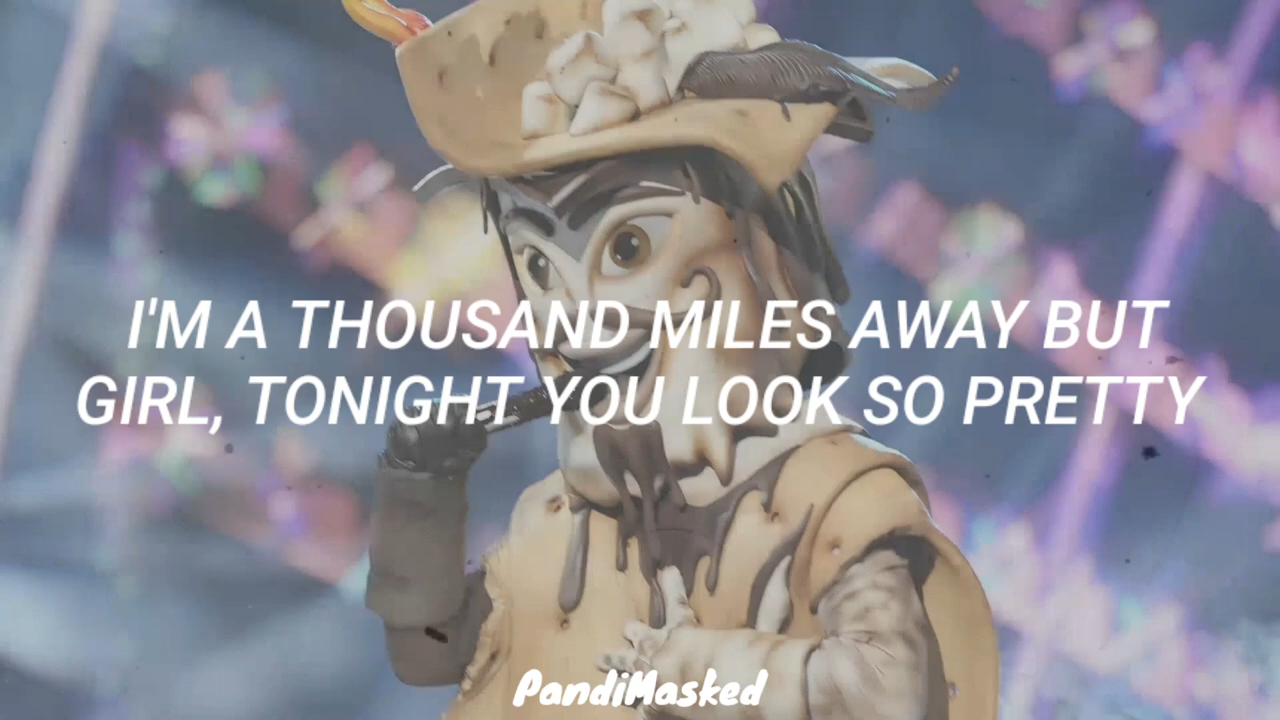 I'M A THOUSAND MILES AWAY BUT
GIRL, TONIGHT YOU LOOK SO PRETTY
PandiMasked